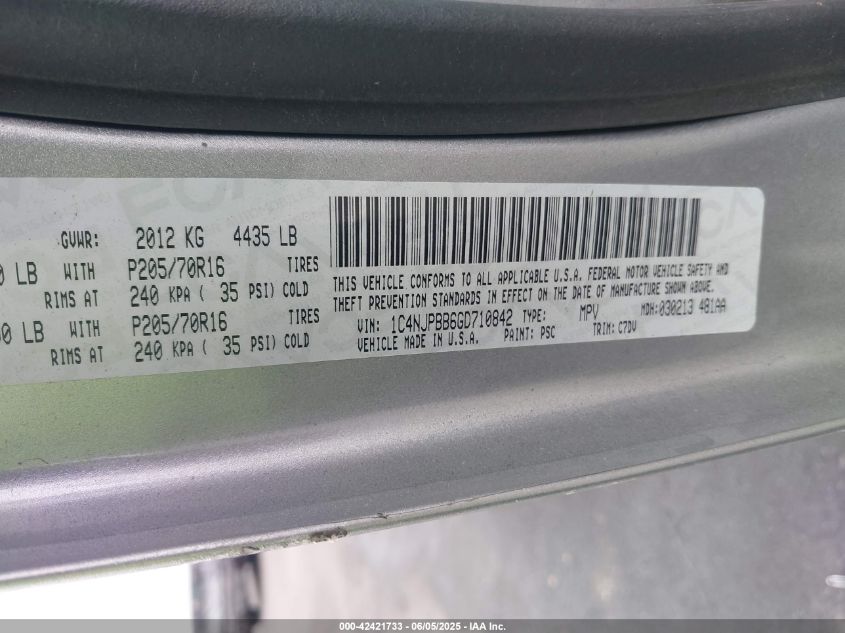 GVWR: 2012 KG 4435 LB
0 LB WITH P205/70R16 TIRES
RIMS AT 240 KPA ( 35 PSI) COLD
0 LB WITH P205/70R16 TIRES
RIMS AT 240 KPA ( 35 PSI) COLD
THIS VEHICLE CONFORMS TO ALL APPLICABLE U.S.A. FEDERAL MOTOR VEHICLE SAFETY AND
THEFT PREVENTION STANDARDS IN EFFECT ON THE DATE OF MANUFACTURE SHOWN ABOVE.
VIN: 1C4NJPBB6GD710842 TYPE: MPV MDH:030213 481AA
VEHICLE MADE IN U.S.A. PAINT: PSC TRIM: C7DV
000-42421733 - 06/05/2025 - IAA Inc.